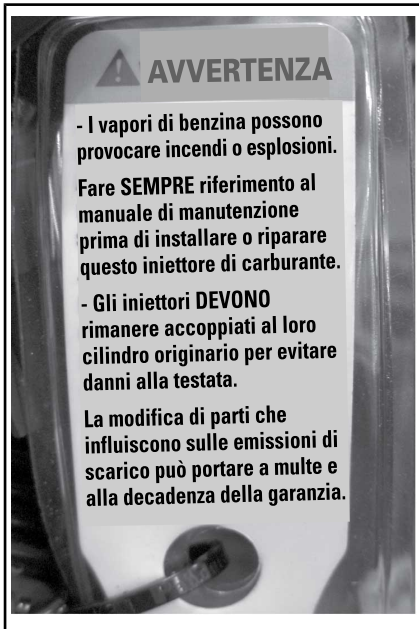 AVVERTENZA
- I vapori di benzina possono
provocare incendi o esplosioni.
Fare SEMPRE riferimento al
manuale di manutenzione
prima di installare o riparare
questo iniettore di carburante.
- Gli iniettori DEVONO
rimanere accoppiati al loro
cilindro originario per evitare
danni alla testata.
La modifica di parti che
influiscono sulle emissioni di
scarico può portare a multe e
alla decadenza della garanzia.